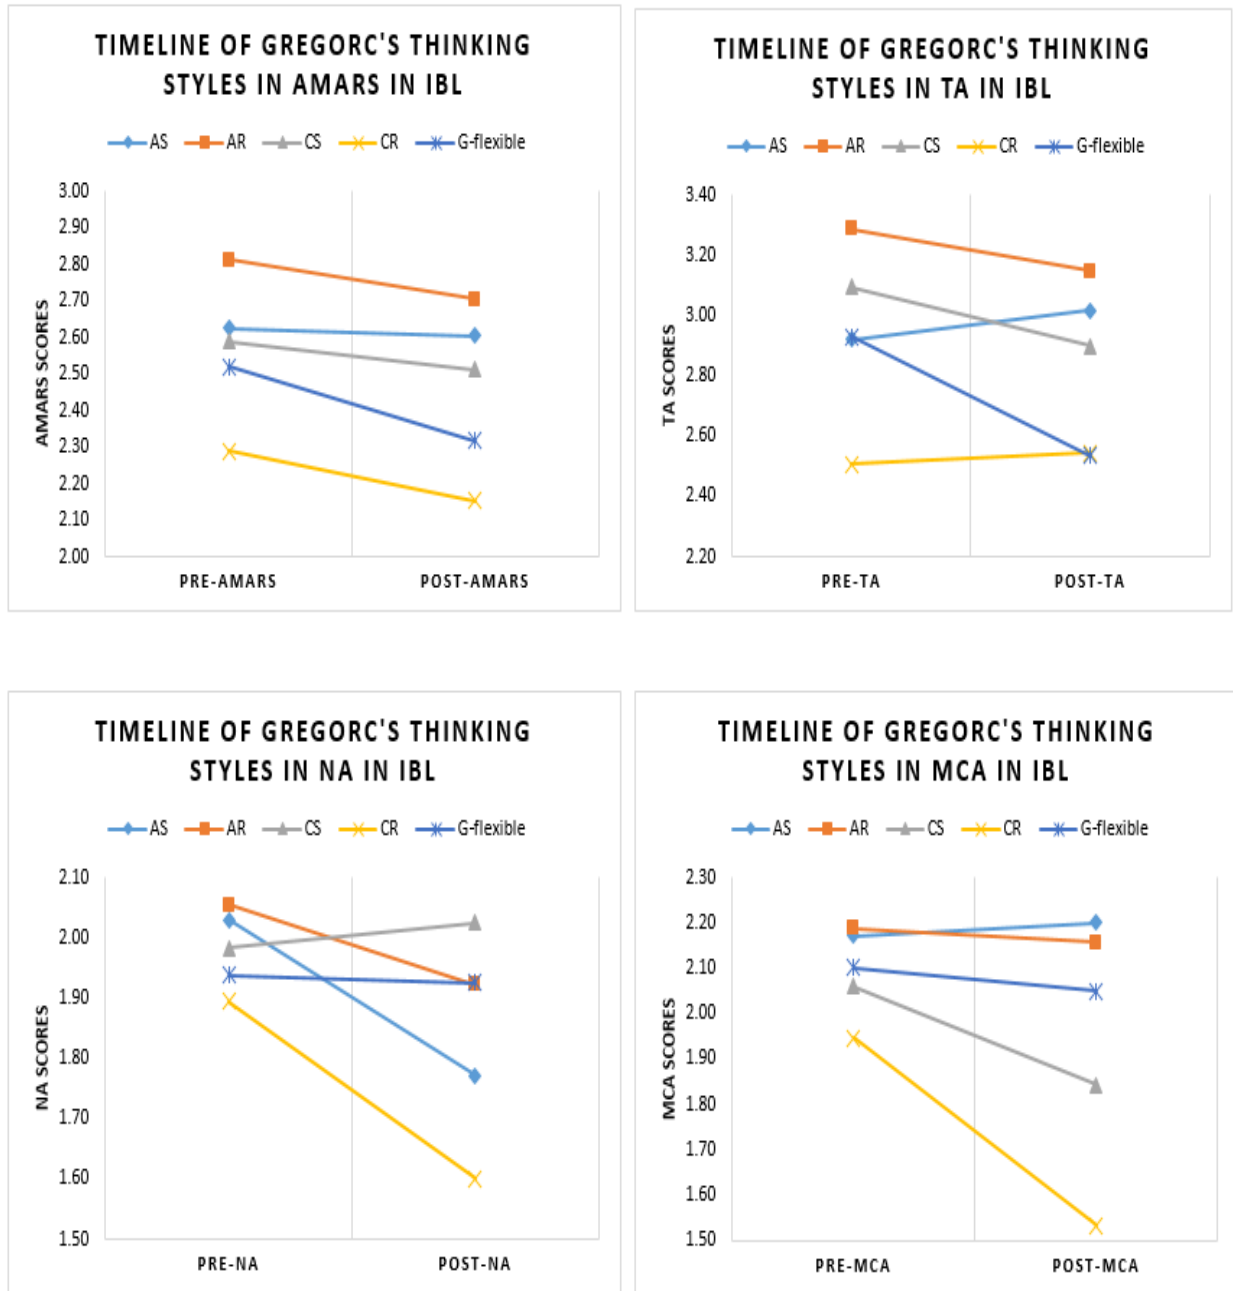 TIMELINE OF GREGORC'S THINKING
STYLES IN AMARS IN IBL
AS AR CS CR G-flexible
3.00
2.90
2.80
2.70
2.60
2.50
2.40
2.30
2.20
2.10
2.00
AMARS SCORES
PRE-AMARS POST-AMARS
TIMELINE OF GREGORC'S THINKING
STYLES IN TA IN IBL
AS AR CS CR G-flexible
3.40
3.20
3.00
2.80
2.60
2.40
2.20
TA SCORES
PRE-TA POST-TA
TIMELINE OF GREGORC'S THINKING
STYLES IN NA IN IBL
AS AR CS CR G-flexible
2.10
2.00
1.90
1.80
1.70
1.60
1.50
NA SCORES
PRE-NA POST-NA
TIMELINE OF GREGORC'S THINKING
STYLES IN MCA IN IBL
AS AR CS CR G-flexible
2.30
2.20
2.10
2.00
1.90
1.80
1.70
1.60
1.50
MCA SCORES
PRE-MCA POST-MCA